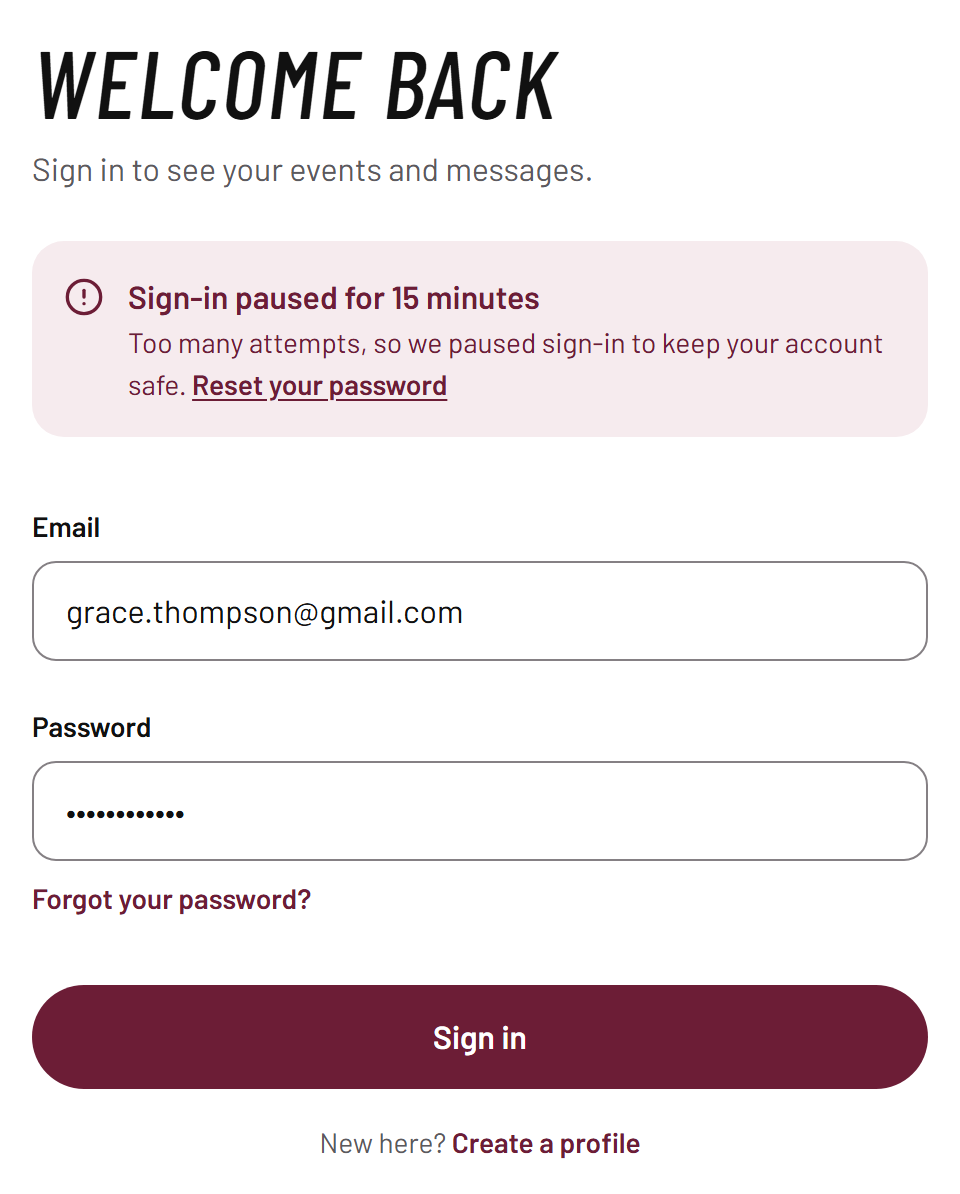 WELCOME BACK
Sign in to see your events and messages.
Sign-in paused for 15 minutes
Too many attempts, so we paused sign-in to keep your account
safe. Reset your password
Email
grace.thompson@gmail.com
Password
••••••••••••
Forgot your password?
Sign in
New here? Create a profile